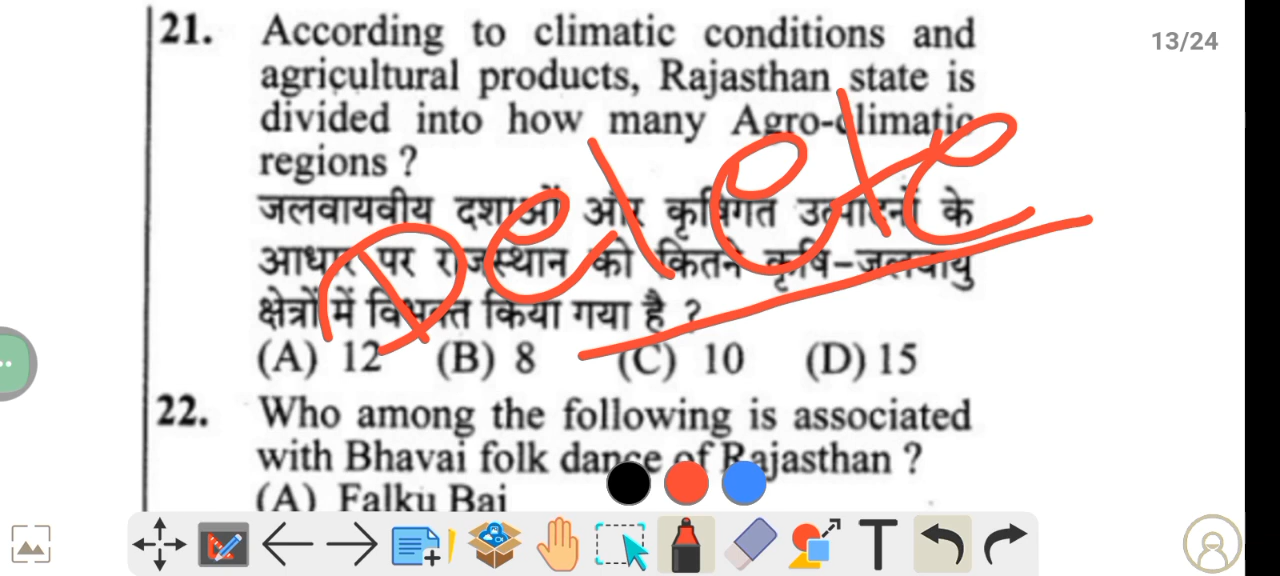 13/24
21. According to climatic conditions and
agricultural products, Rajasthan state is
divided into how many Agro-climatic
regions ?
जलवायवीय दशाओं और कृषिगत उत्पादनों के
आधार पर राजस्थान को कितने कृषि-जलवायु
क्षेत्रों में विभक्त किया गया है ?
Delete
(A) 12 (B) 8 (C) 10 (D) 15
22. Who among the following is associated
with Bhavai folk dance of Rajasthan ?
(A) Falku Bai
T